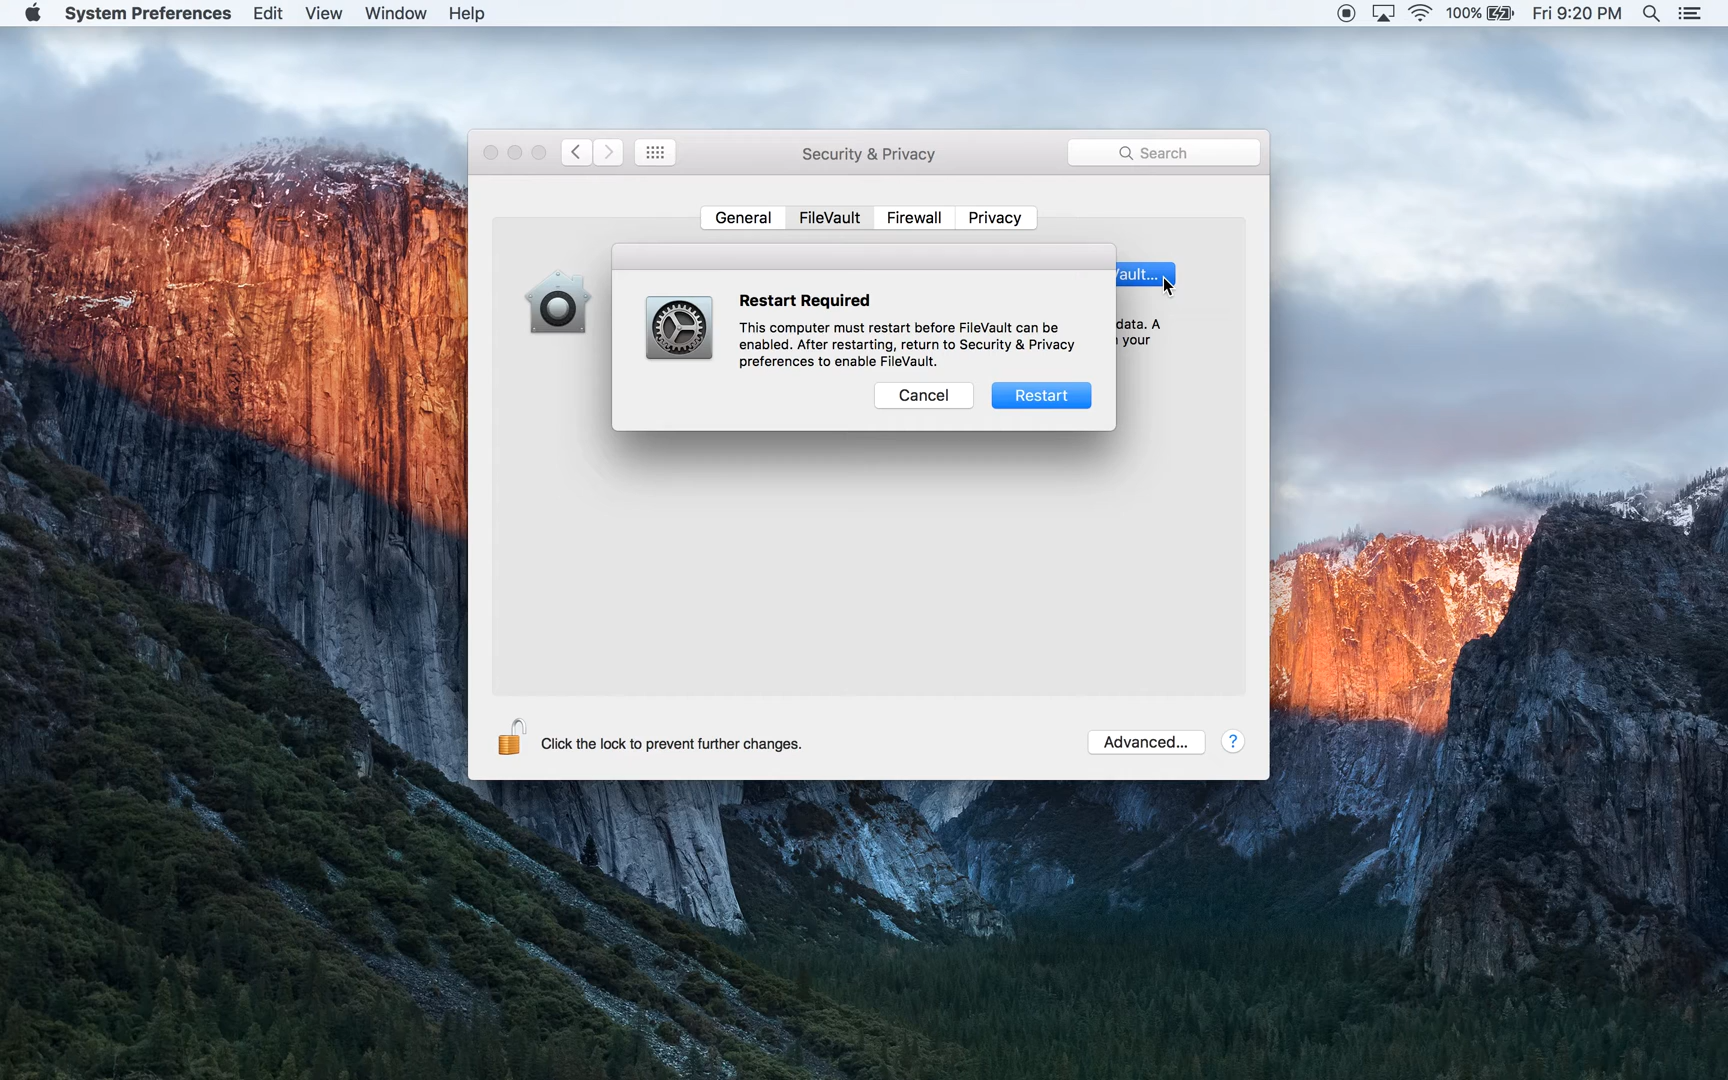 System Preferences Edit View Window Help 100% Fri 9:20 PM
Security & Privacy Search
General FileVault Firewall Privacy
Vault...
Restart Required
This computer must restart before FileVault can be
enabled. After restarting, return to Security & Privacy
preferences to enable FileVault.
data. A
your
Cancel Restart
Click the lock to prevent further changes.
Advanced... ?